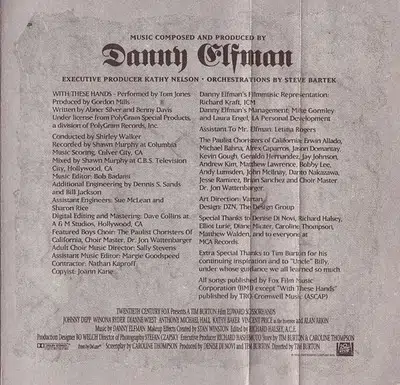 MUSIC COMPOSED AND PRODUCED BY
Danny Elfman
EXECUTIVE PRODUCER KATHY NELSON · ORCHESTRATIONS BY STEVE BARTEK
WITH THESE HANDS - Performed by Tom Jones
Produced by Gordon Mills
Written by Abner Silver and Benny Davis
Under license from PolyGram Special Products,
a division of PolyGram Records, Inc.
Conducted by Shirley Walker
Recorded by Shawn Murphy at Columbia
Music Scoring, Culver City, CA
Mixed by Shawn Murphy at C.B.S. Television
City, Hollywood, CA
Music Editor: Bob Badami
Additional Engineering by Dennis S. Sands
and Bill Jackson
Assistant Engineers: Sue McLean and
Sharon Rice
Digital Editing and Mastering: Dave Collins at
A & M Studios, Hollywood, CA
Featured Boys Choir: The Paulist Choristers Of
California, Choir Master, Dr. Jon Wattenbarger
Adult Choir Music Director: Sally Stevens
Assistant Music Editor: Margie Goodspeed
Contractor: Nathan Kaproff
Copyist: Joann Kane
Danny Elfman's Film Music Representation:
Richard Kraft, ICM
Danny Elfman's Management: Mike Gormley
and Laura Engel, LA Personal Development
Assistant To Mr. Elfman: Letina Rogers
The Paulist Choristers Of California: Evan Allado,
Michael Bahna, Alex Caparros, Jason Domantay,
Kevin Gough, Geraldo Hernandez, Jay Johnson,
Andrew Kim, Matthew Lawrence, Bobby Lee,
Andy Lumsden, John McIlnay, Danto Nakazawa,
Jesse Ramirez, Brian Sanchez and Choir Master,
Dr. Jon Wattenbarger.
Art Direction: Vartan
Design: DZN, The Design Group
Special Thanks to Denise Di Novi, Richard Halsey,
Elliot Lurie, Diane Minter, Caroline Thompson,
Matthew Walden, and to everyone at
MCA Records
Extra Special Thanks to Tim Burton for his
continuing inspiration and to "Uncle" Billy,
under whose guidance we all learned so much.
All songs published by Fox Film Music
Corporation (BMI) except "With These Hands"
published by TRO Cromwell Music (ASCAP)
TWENTIETH CENTURY FOX Presents A TIM BURTON Film EDWARD SCISSORHANDS
JOHNNY DEPP WINONA RYDER DIANNE WIEST ANTHONY MICHAEL HALL KATHY BAKER VINCENT PRICE as the Inventor and ALAN ARKIN
Music by DANNY ELFMAN Makeup Effects Created by STAN WINSTON Edited by RICHARD HALSEY, A.C.E.
Production Designer BO WELCH Director of Photography STEFAN CZAPSKY Executive Producer RICHARD HASHIMOTO Story by TIM BURTON & CAROLINE THOMPSON
Screenplay by CAROLINE THOMPSON Produced by DENISE DI NOVI and TIM BURTON Directed by TIM BURTON